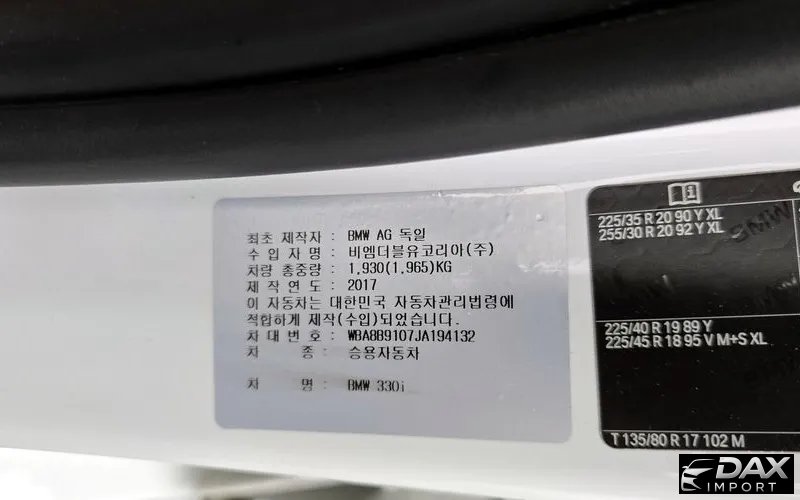 최초 제작자 : BMW AG 독일
수 입 자 명 : 비엠더블유코리아(주)
차량 총중량 : 1,930(1,965)KG
제 작 연 도 : 2017
이 자동차는 대한민국 자동차관리법령에
적합하게 제작(수입)되었습니다.
차 대 번 호 : WBA8B9107JA194132
차 종 : 승용자동차
차 명 : BMW 330i
225/35 R 20 90 Y XL
255/30 R 20 92 Y XL
225/40 R 19 89 Y
225/45 R 18 95 V M+S XL
T 135/80 R 17 102 M
BMW
DAX
IMPORT